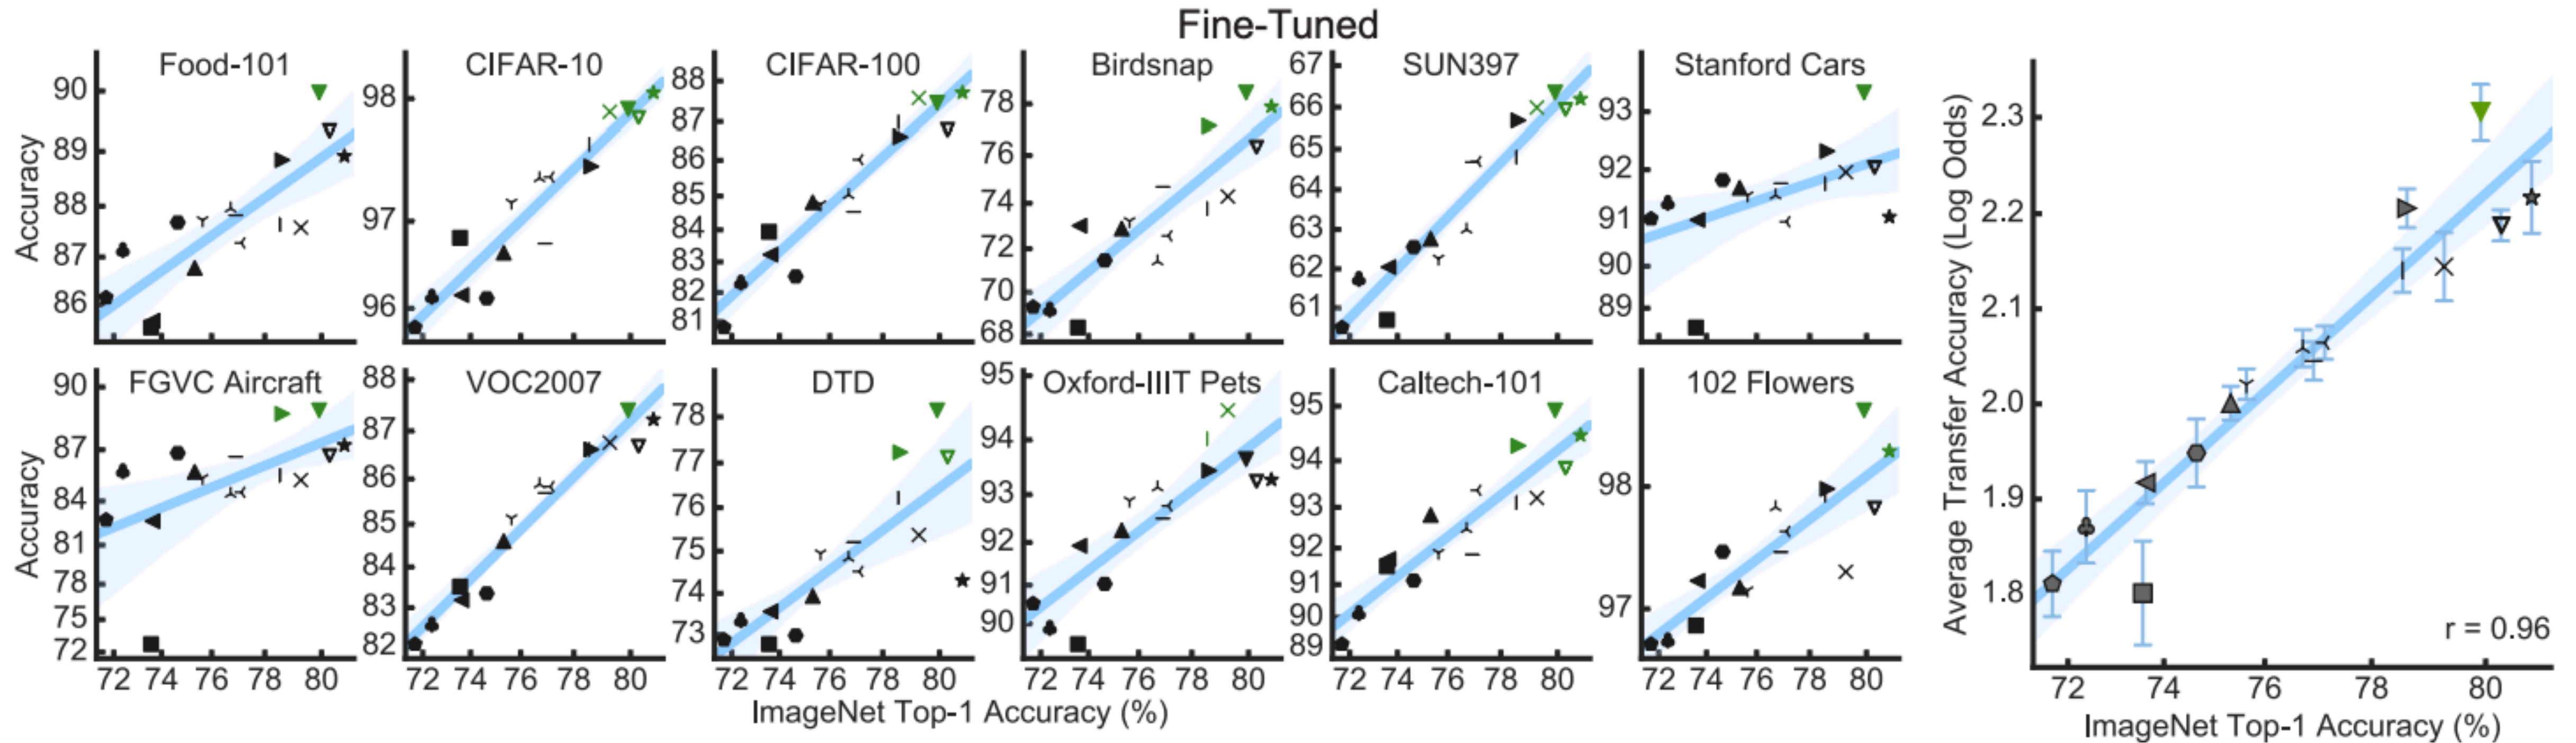 Fine-Tuned
Food-101
CIFAR-10
CIFAR-100
Birdsnap
SUN397
Stanford Cars
Accuracy
90
89
88
87
86
98
97
96
88
87
86
85
84
83
82
81
78
76
74
72
70
68
67
66
65
64
63
62
61
93
92
91
90
89
FGVC Aircraft
VOC2007
DTD
Oxford-IIIT Pets
Caltech-101
102 Flowers
Accuracy
90
87
84
81
78
75
72
88
87
86
85
84
83
82
78
77
76
75
74
73
95
94
93
92
91
90
95
94
93
92
91
90
89
98
97
72 74 76 78 80
72 74 76 78 80
72 74 76 78 80
72 74 76 78 80
72 74 76 78 80
72 74 76 78 80
ImageNet Top-1 Accuracy (%)
Average Transfer Accuracy (Log Odds)
2.3
2.2
2.1
2.0
1.9
1.8
r = 0.96
72 74 76 78 80
ImageNet Top-1 Accuracy (%)